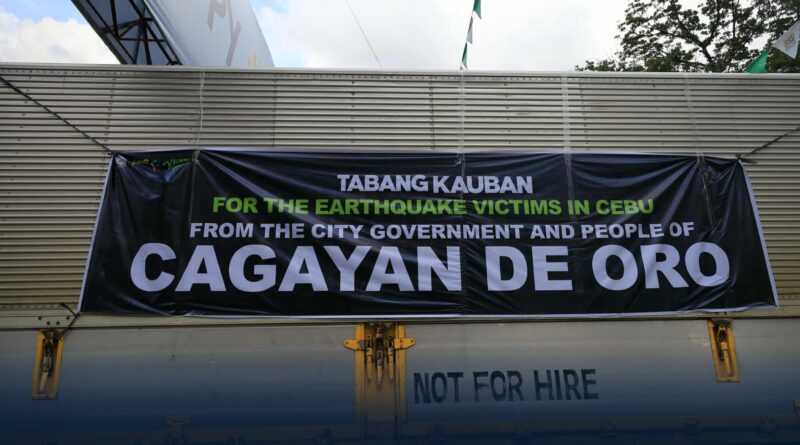 TABANG KAUBAN
FOR THE EARTHQUAKE VICTIMS IN CEBU
FROM THE CITY GOVERNMENT AND PEOPLE OF
CAGAYAN DE ORO
NOT FOR HIRE